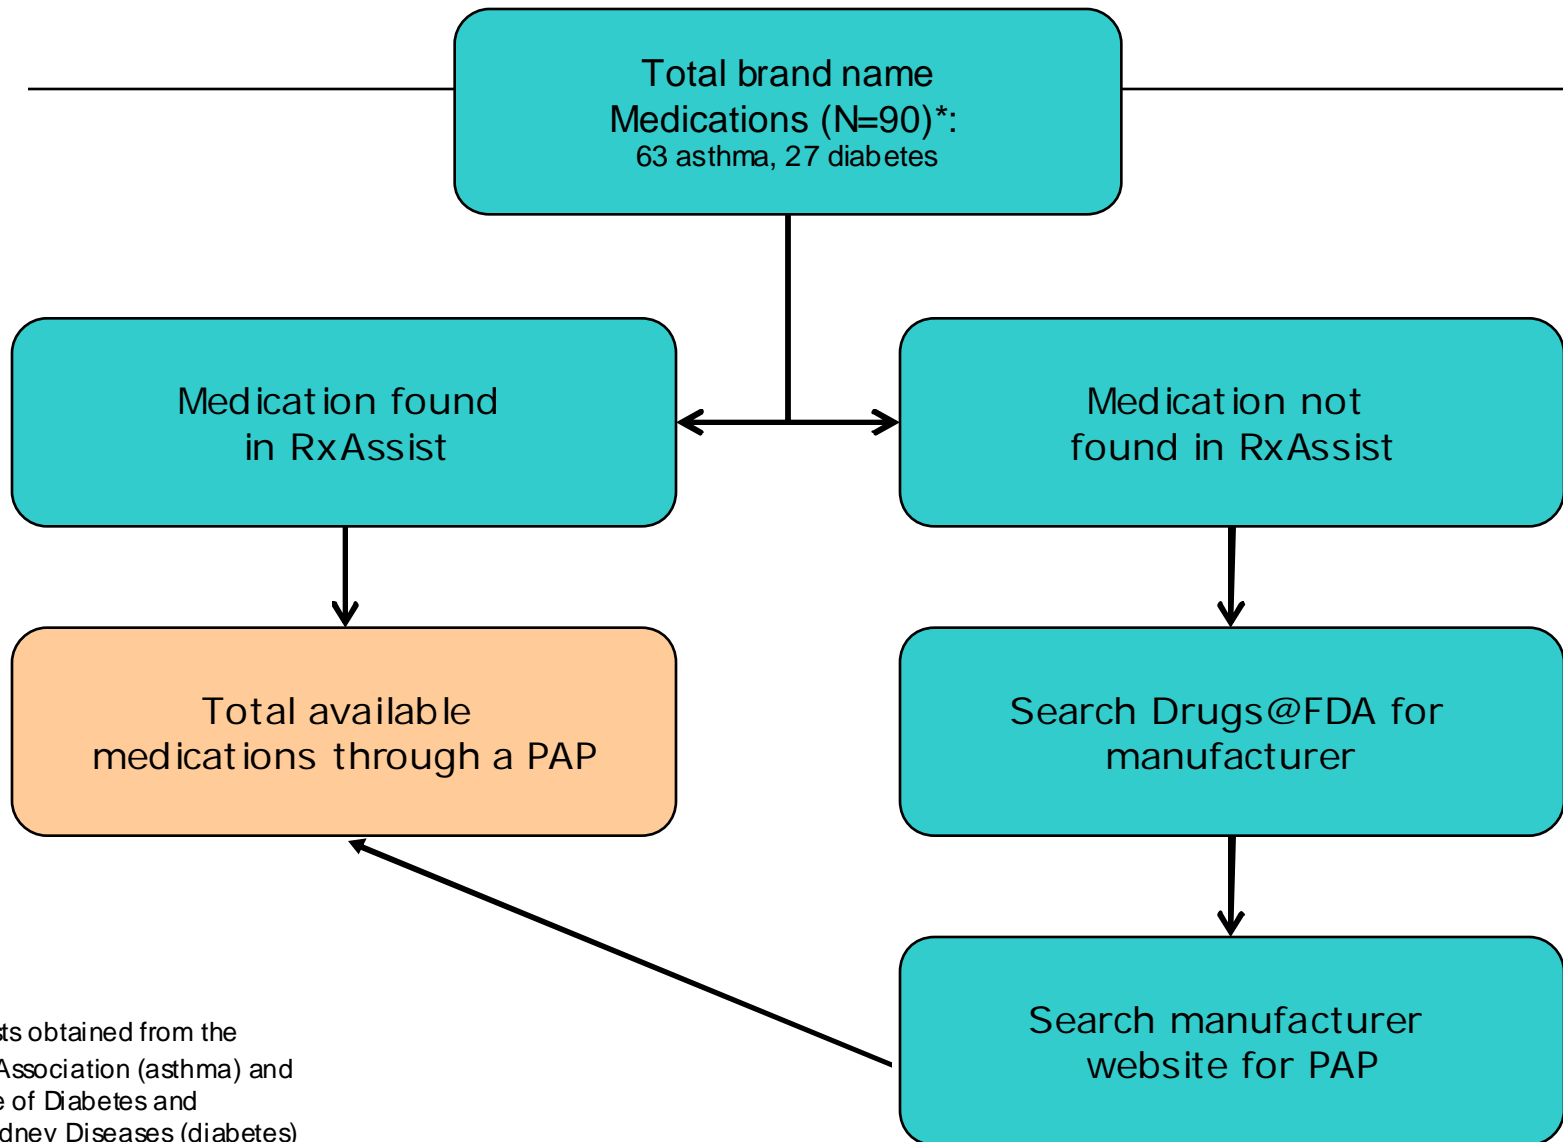 Total brand name
Medications (N=90)*:
63 asthma, 27 diabetes
Medication found
in RxAssist
Medication not
found in RxAssist
Total available
medications through a PAP
Search Drugs@FDA for
manufacturer
Search manufacturer
website for PAP
obtained from the
Association (asthma) and
of Diabetes and
Diseases (diabetes)